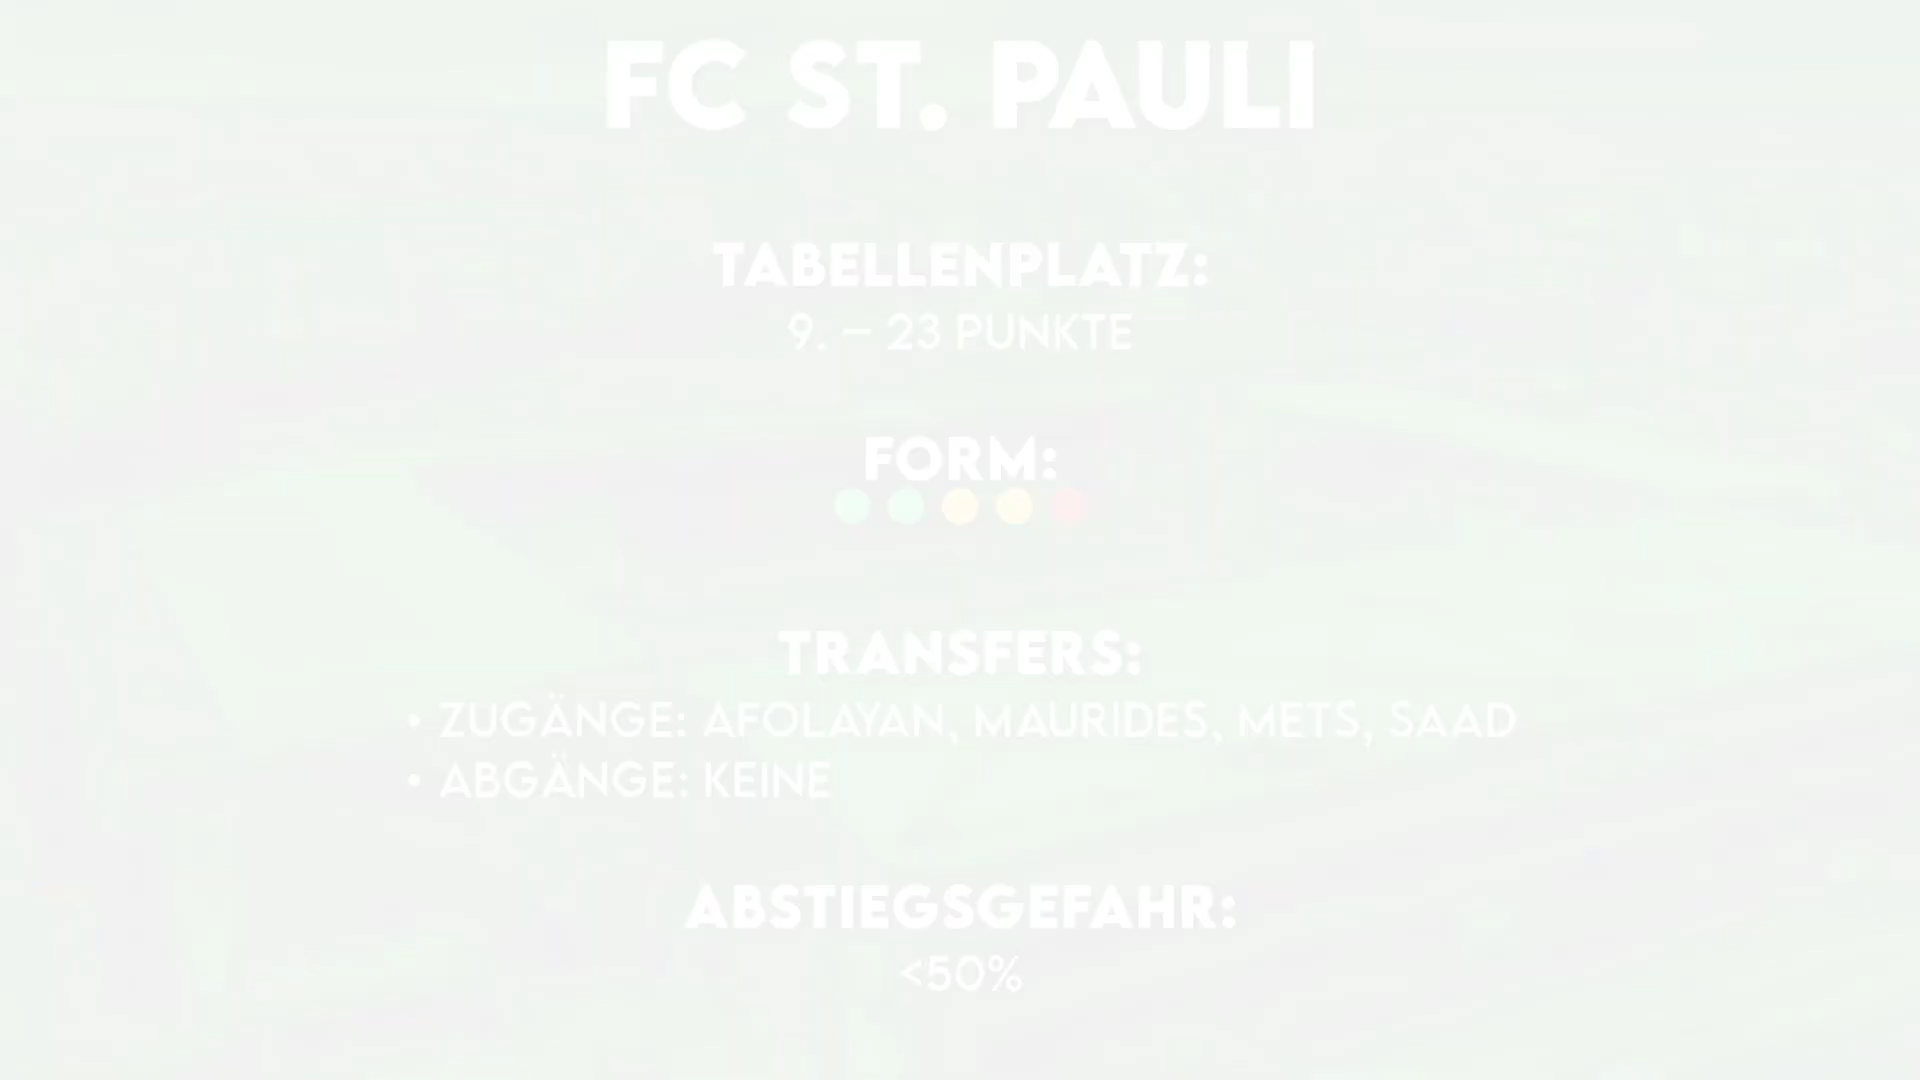 FC ST. PAULI
TABELLENPLATZ:
9. – 23 PUNKTE
FORM:
TRANSFERS:
• ZUGÄNGE: AFOLAYAN, MAURIDES, METS, SAAD
• ABGÄNGE: KEINE
ABSTIEGSGEFAHR:
<50%